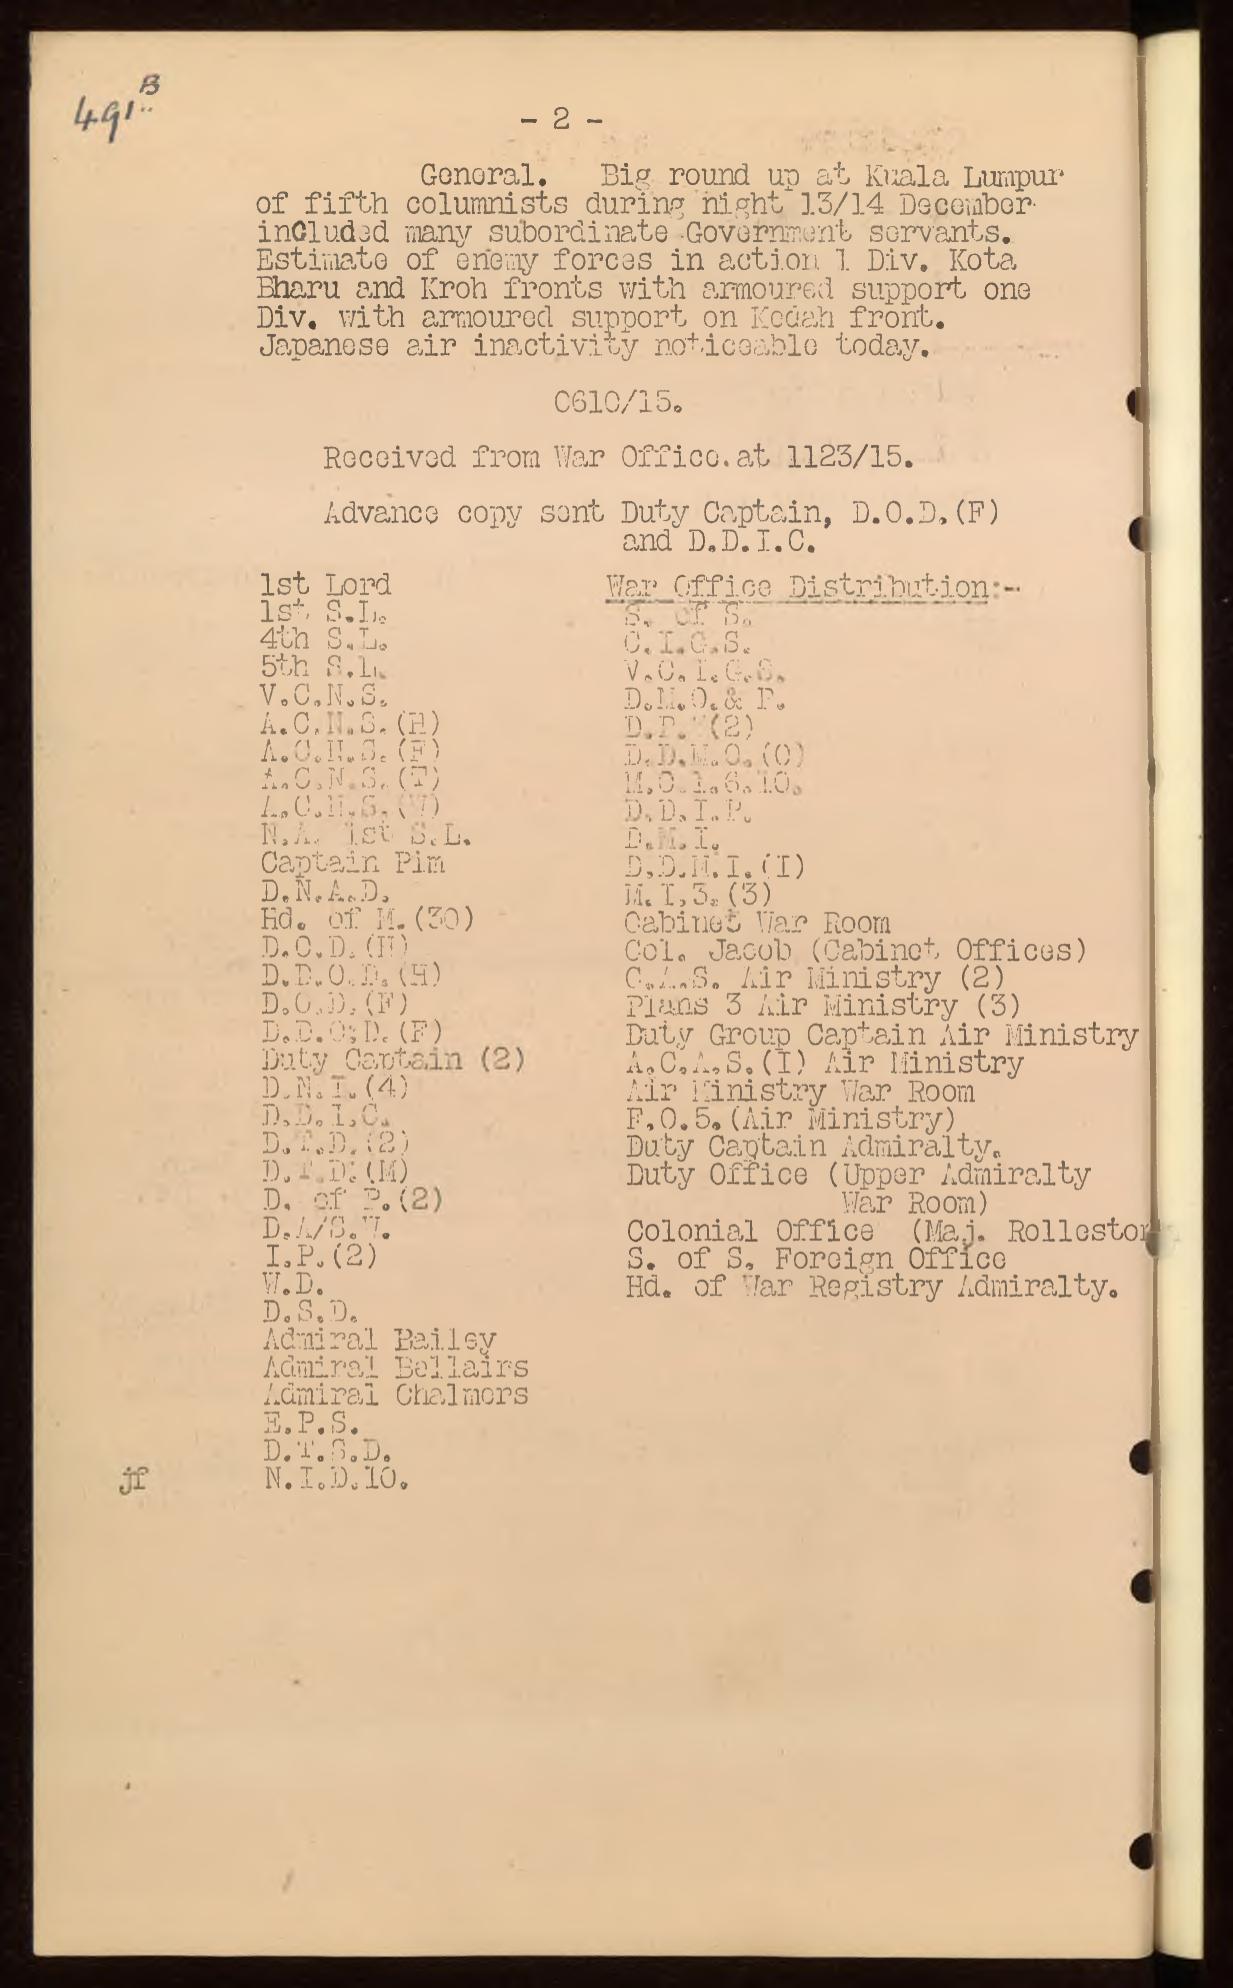 491B
- 2 -
General. Big round up at Kuala Lumpur
of fifth columnists during night 13/14 December
inCluded many subordinate Government servants.
Estimate of enemy forces in action 1 Div. Kota
Bharu and Kroh fronts with armoured support one
Div. with armoured support on Kedah front.
Japanese air inactivity noticeable today.
0610/15.
Received from War Office.at 1123/15.
Advance copy sent Duty Captain, D.O.D.(F)
and D.D.I.C.
1st Lord
1st S.L.
4th S.L.
5th S.L.
V.C.N.S.
A.C.N.S.(H)
A.C.N.S.(F)
A.C.N.S.(T)
A.C.N.S.(W)
N.A. 1st S.L.
Captain Pim
D.N.A.D.
Hd. of M.(30)
D.O.D.(H)
D.D.O.D.(H)
D.O.D.(F)
D.D.O.D.(F)
Duty Captain (2)
D.N.I.(4)
D.D.I.C.
D.T.D.(2)
D.T.D.(M)
D. of P.(2)
D.A/S.W.
I.P.(2)
W.D.
D.S.D.
Admiral Bailey
Admiral Bellairs
Admiral Chalmers
E.P.S.
D.T.S.D.
N.I.D.10.
jf
War Office Distribution:--
S. of S.
C.I.G.S.
V.C.I.G.S.
D.M.O.& P.
D.P. (2)
D.D.M.O.(O)
M.O.1.6.10.
D.D.I.P.
D.M.I.
D.D.M.I.(I)
M.I.3.(3)
Cabinet War Room
Col. Jacob (Cabinet Offices)
C.A.S. Air Ministry (2)
Plans 3 Air Ministry (3)
Duty Group Captain Air Ministry
A.C.A.S.(I) Air Ministry
Air Ministry War Room
F.O.5.(Air Ministry)
Duty Captain Admiralty.
Duty Office (Upper Admiralty
War Room)
Colonial Office (Maj. Rolleston
S. of S. Foreign Office
Hd. of War Registry Admiralty.